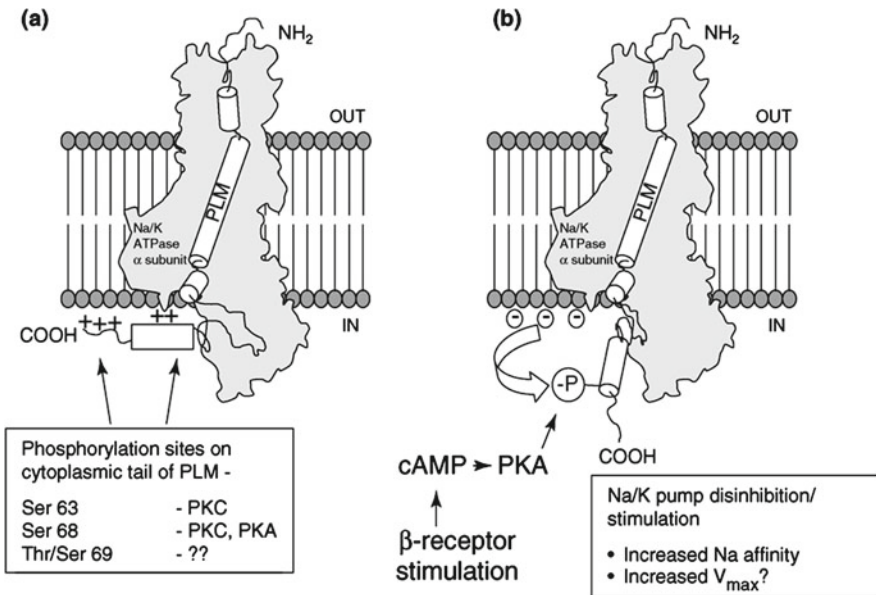 (a)
NH2
OUT
PLM
Na/K
ATPase
α subunit
+++
++
COOH
IN
Phosphorylation sites on
cytoplasmic tail of PLM -
Ser 63 - PKC
Ser 68 - PKC, PKA
Thr/Ser 69 - ??
(b)
NH2
OUT
PLM
Na/K
ATPase
α subunit
- - -
IN
-P
COOH
cAMP PKA
β-receptor
stimulation
Na/K pump disinhibition/
stimulation
• Increased Na affinity
• Increased Vmax?